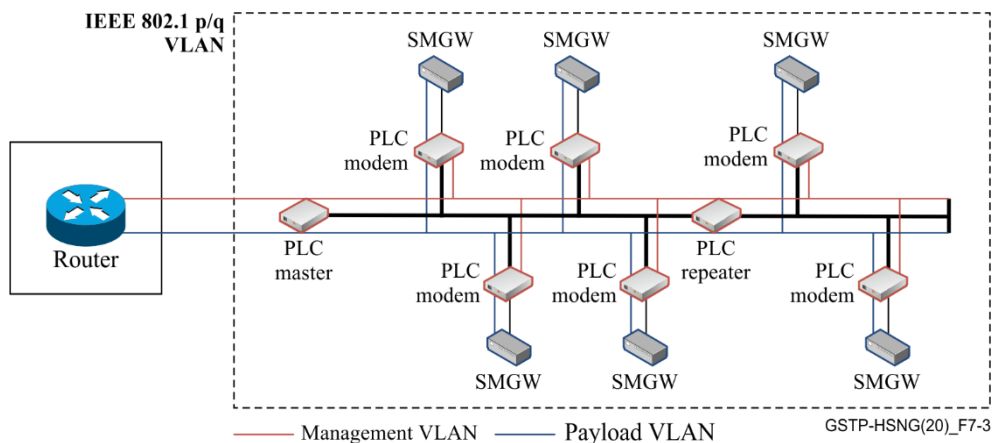 IEEE 802.1 p/q
VLAN
SMGW
SMGW
SMGW
PLC
modem
PLC
modem
PLC
modem
Router
PLC
master
PLC
repeater
PLC
modem
PLC
modem
PLC
modem
SMGW
SMGW
SMGW
Management VLAN
Payload VLAN
GSTP-HSNG(20)_F7-3